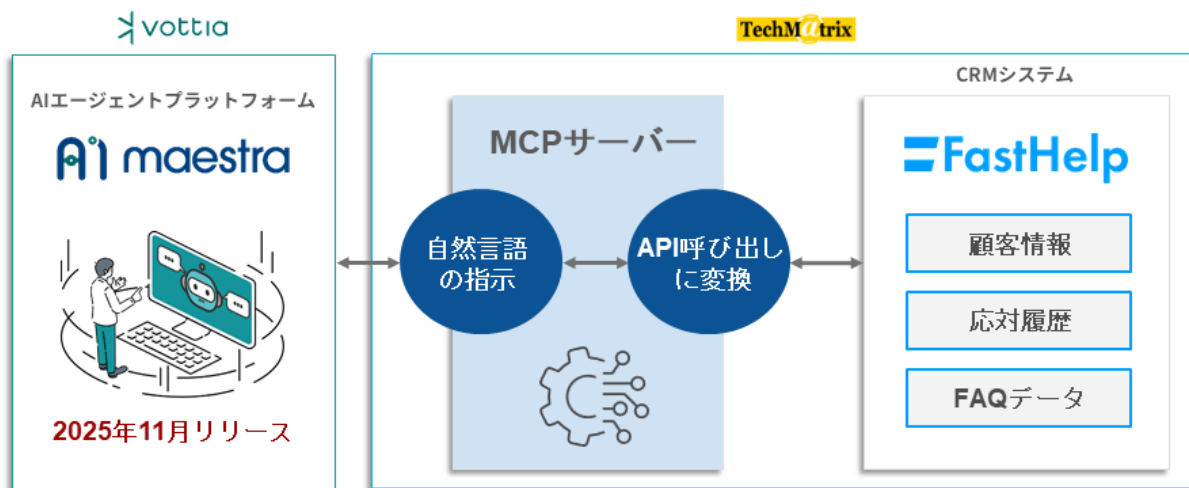 vottia
TechMatrix
AIエージェントプラットフォーム
Ai maestra
2025年11月リリース
MCPサーバー
自然言語
の指示
API呼び出し
に変換
CRMシステム
FastHelp
顧客情報
応対履歴
FAQデータ